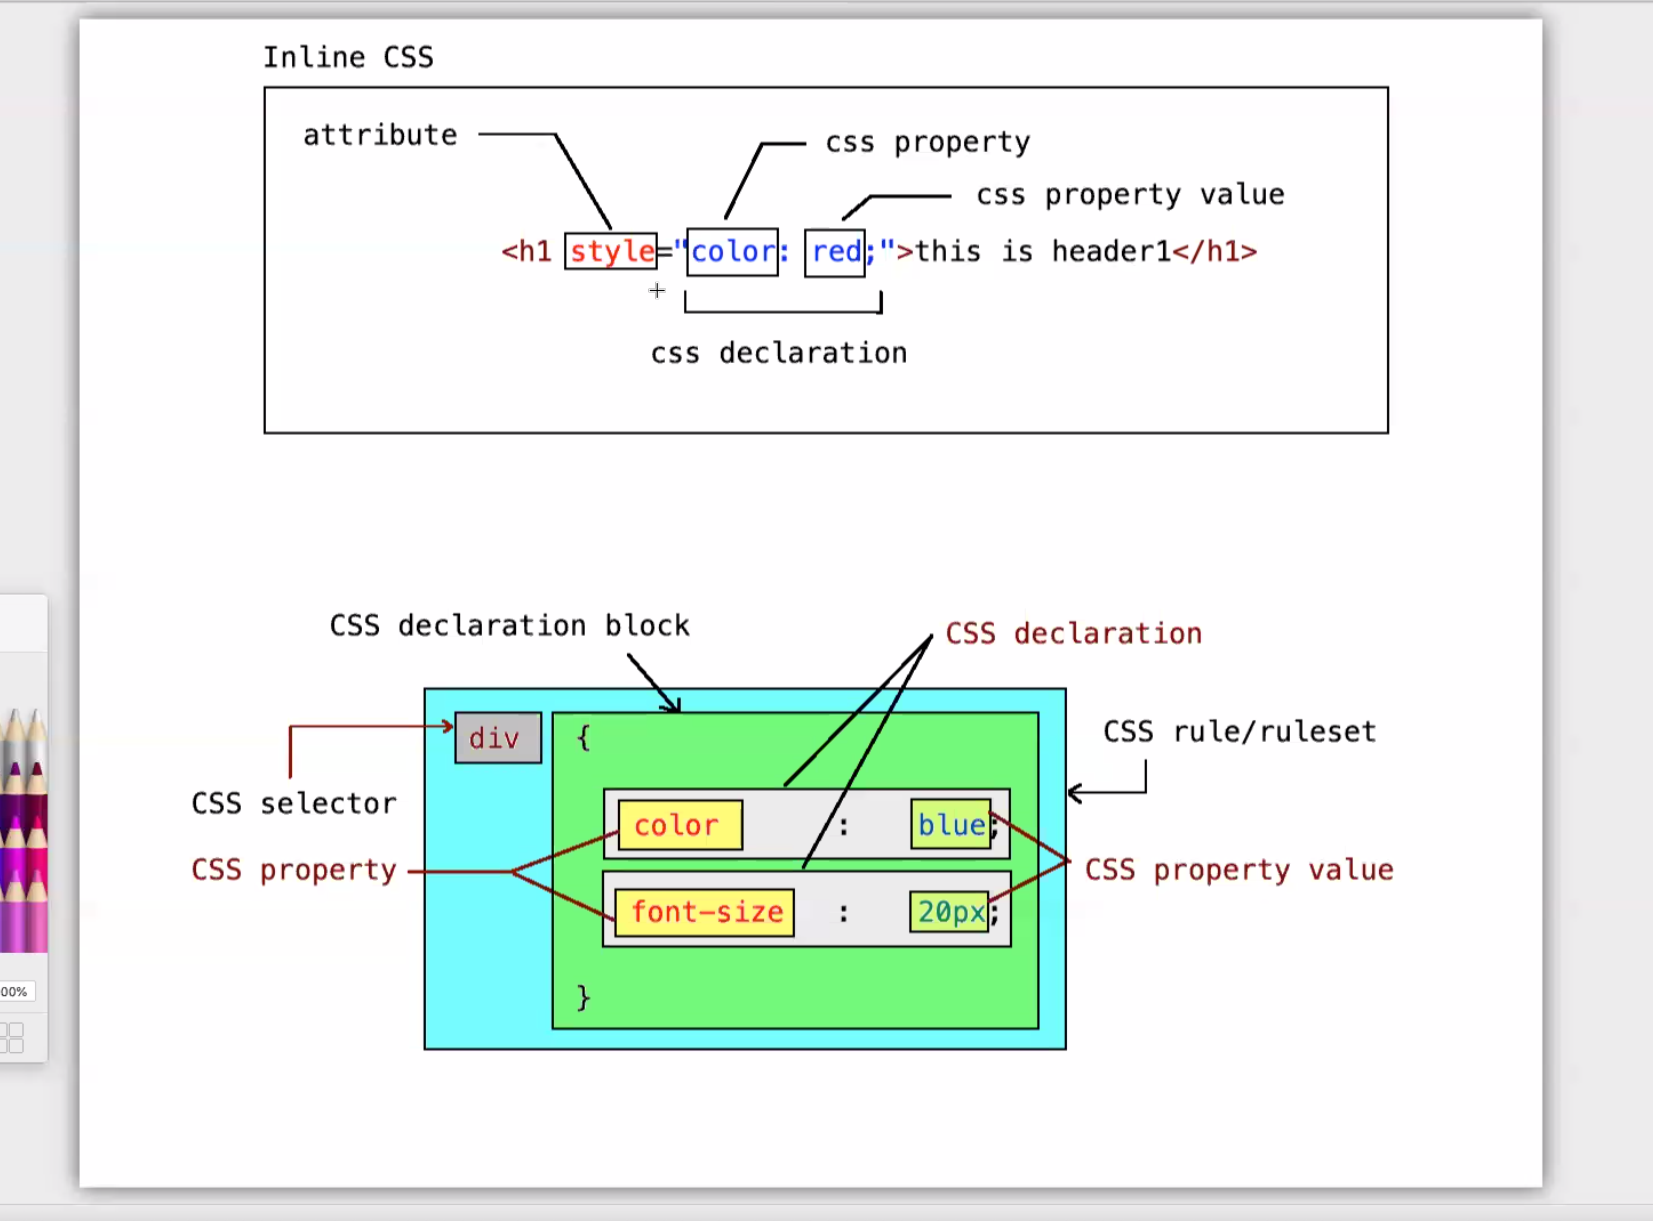 Inline CSS
attribute
css property
css property value
<h1 style="color: red;">this is header1</h1>
css declaration
CSS declaration block
CSS declaration
div {
CSS rule/ruleset
CSS selector
color : blue;
CSS property
CSS property value
font-size : 20px;
}
00%